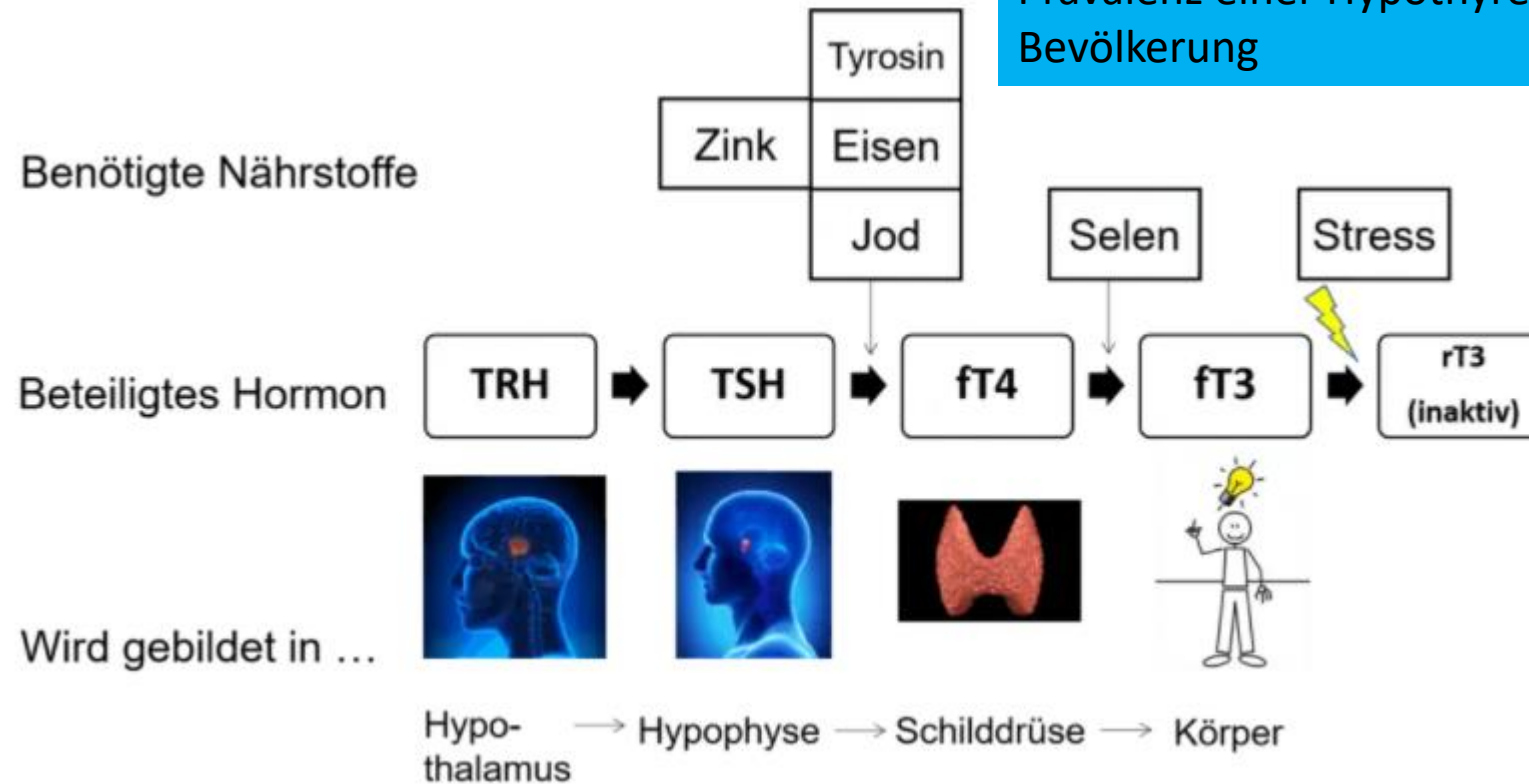 Bevölkerung
Tyrosin
Benötigte Nährstoffe
Zink
Eisen
Jod
Selen
Stress
Beteiligtes Hormon
TRH
TSH
fT4
fT3
rT3
(inaktiv)
Wird gebildet in ...
Hypo-
thalamus
Hypophyse
Schilddrüse
Körper